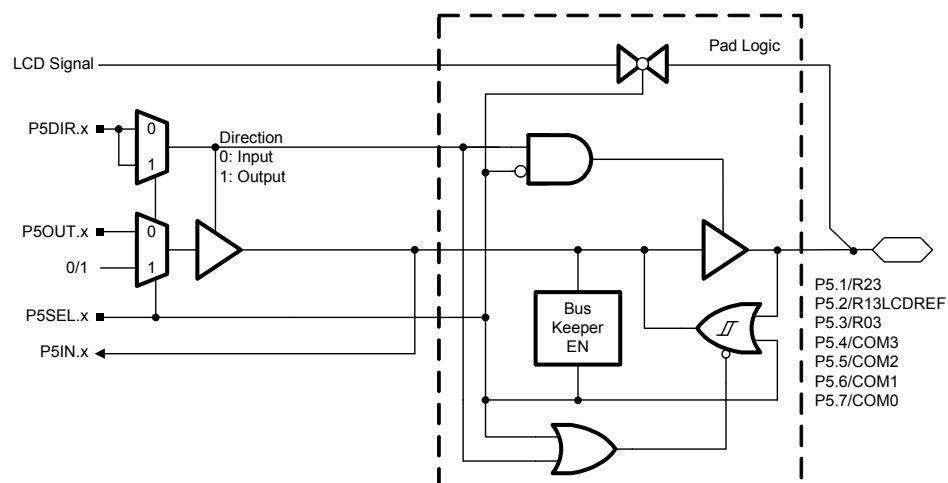 Pad Logic
LCD Signal
P5DIR.x
0
1
Direction
0: Input
1: Output
P5OUT.x
0
0/1
1
P5SEL.x
P5IN.x
Bus
Keeper
EN
P5.1/R23
P5.2/R13LCDREF
P5.3/R03
P5.4/COM3
P5.5/COM2
P5.6/COM1
P5.7/COM0